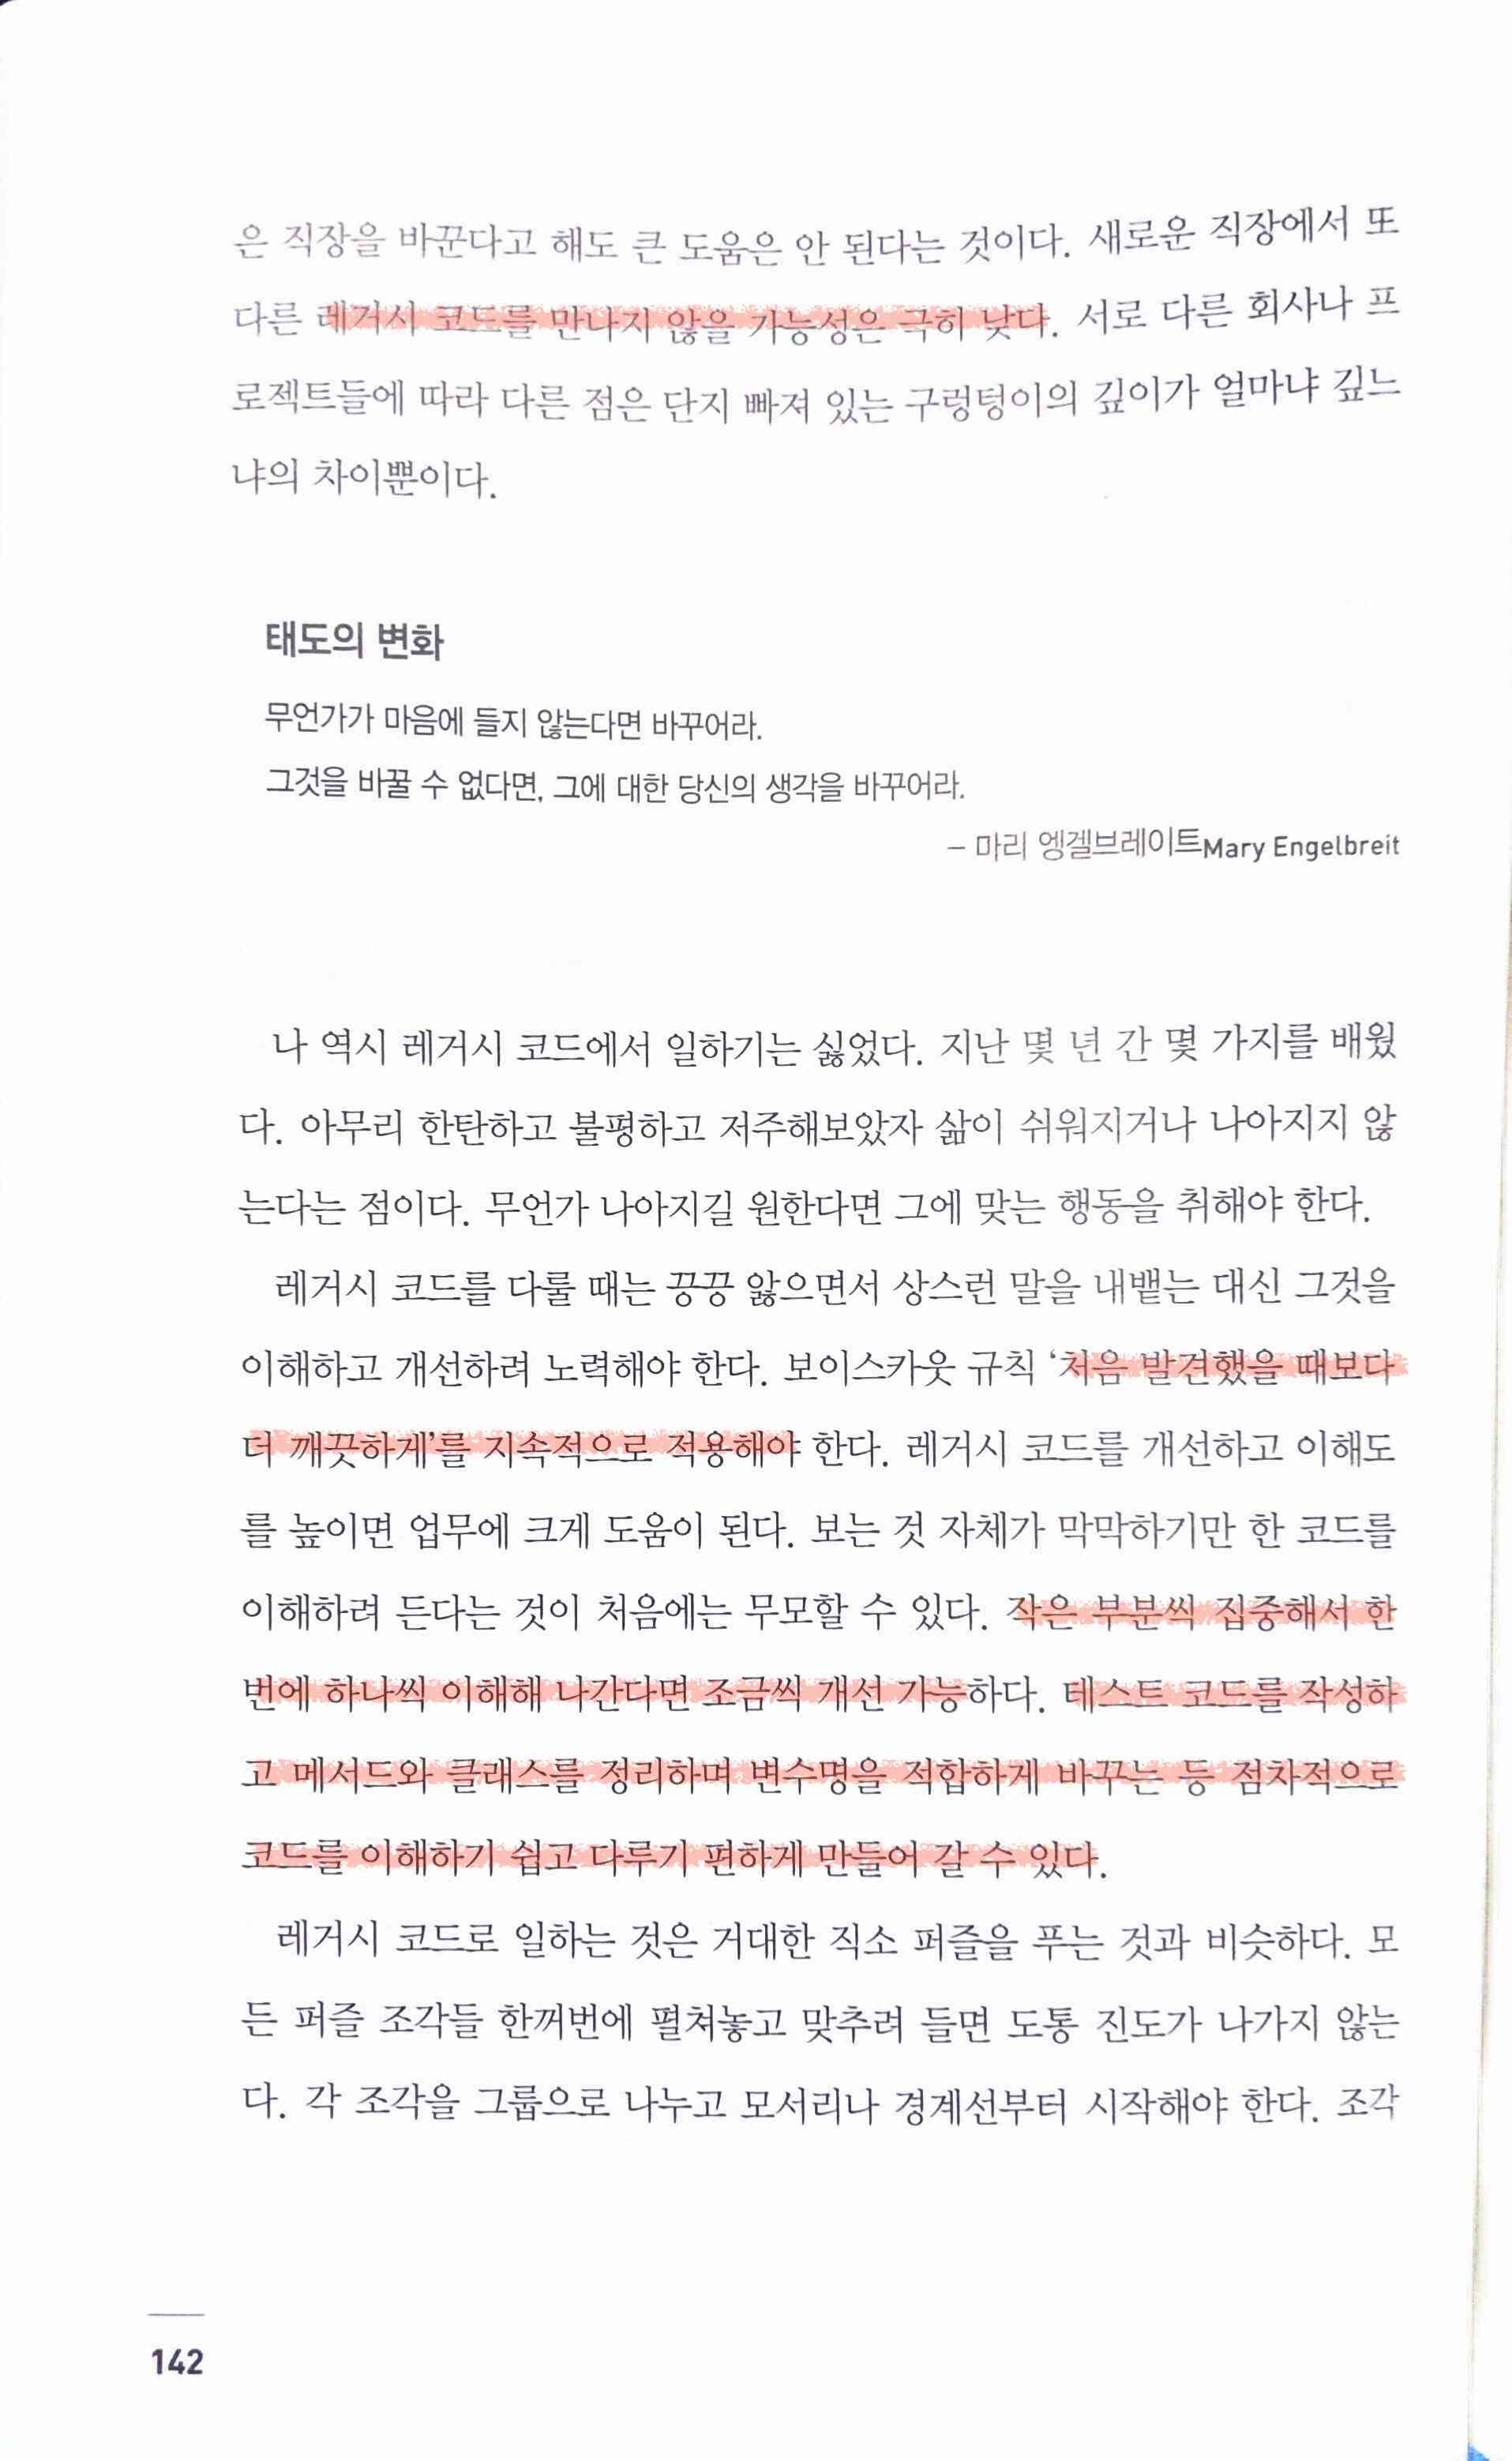 은 직장을 바꾼다고 해도 큰 도움은 안 된다는 것이다. 새로운 직장에서 또
다른 레거시 코드를 만나지 않을 가능성은 극히 낮다. 서로 다른 회사나 프
로젝트들에 따라 다른 점은 단지 빠져 있는 구렁텅이의 깊이가 얼마냐 깊느
냐의 차이뿐이다.
태도의 변화
무언가가 마음에 들지 않는다면 바꾸어라.
그것을 바꿀 수 없다면, 그에 대한 당신의 생각을 바꾸어라.
– 마리 엥겔브레이트Mary Engelbreit
나 역시 레거시 코드에서 일하기는 싫었다. 지난 몇 년 간 몇 가지를 배웠
다. 아무리 한탄하고 불평하고 저주해보았자 삶이 쉬워지거나 나아지지 않
는다는 점이다. 무언가 나아지길 원한다면 그에 맞는 행동을 취해야 한다.
레거시 코드를 다룰 때는 끙끙 앓으면서 상스런 말을 내뱉는 대신 그것을
이해하고 개선하려 노력해야 한다. 보이스카웃 규칙 ‘처음 발견했을 때보다
더 깨끗하게’를 지속적으로 적용해야 한다. 레거시 코드를 개선하고 이해도
를 높이면 업무에 크게 도움이 된다. 보는 것 자체가 막막하기만 한 코드를
이해하려 든다는 것이 처음에는 무모할 수 있다. 작은 부분씩 집중해서 한
번에 하나씩 이해해 나간다면 조금씩 개선 가능하다. 테스트 코드를 작성하
고 메서드와 클래스를 정리하며 변수명을 적합하게 바꾸는 등 점차적으로
코드를 이해하기 쉽고 다루기 편하게 만들어 갈 수 있다.
레거시 코드로 일하는 것은 거대한 직소 퍼즐을 푸는 것과 비슷하다. 모
든 퍼즐 조각들 한꺼번에 펼쳐놓고 맞추려 들면 도통 진도가 나가지 않는
다. 각 조각을 그룹으로 나누고 모서리나 경계선부터 시작해야 한다. 조각
142